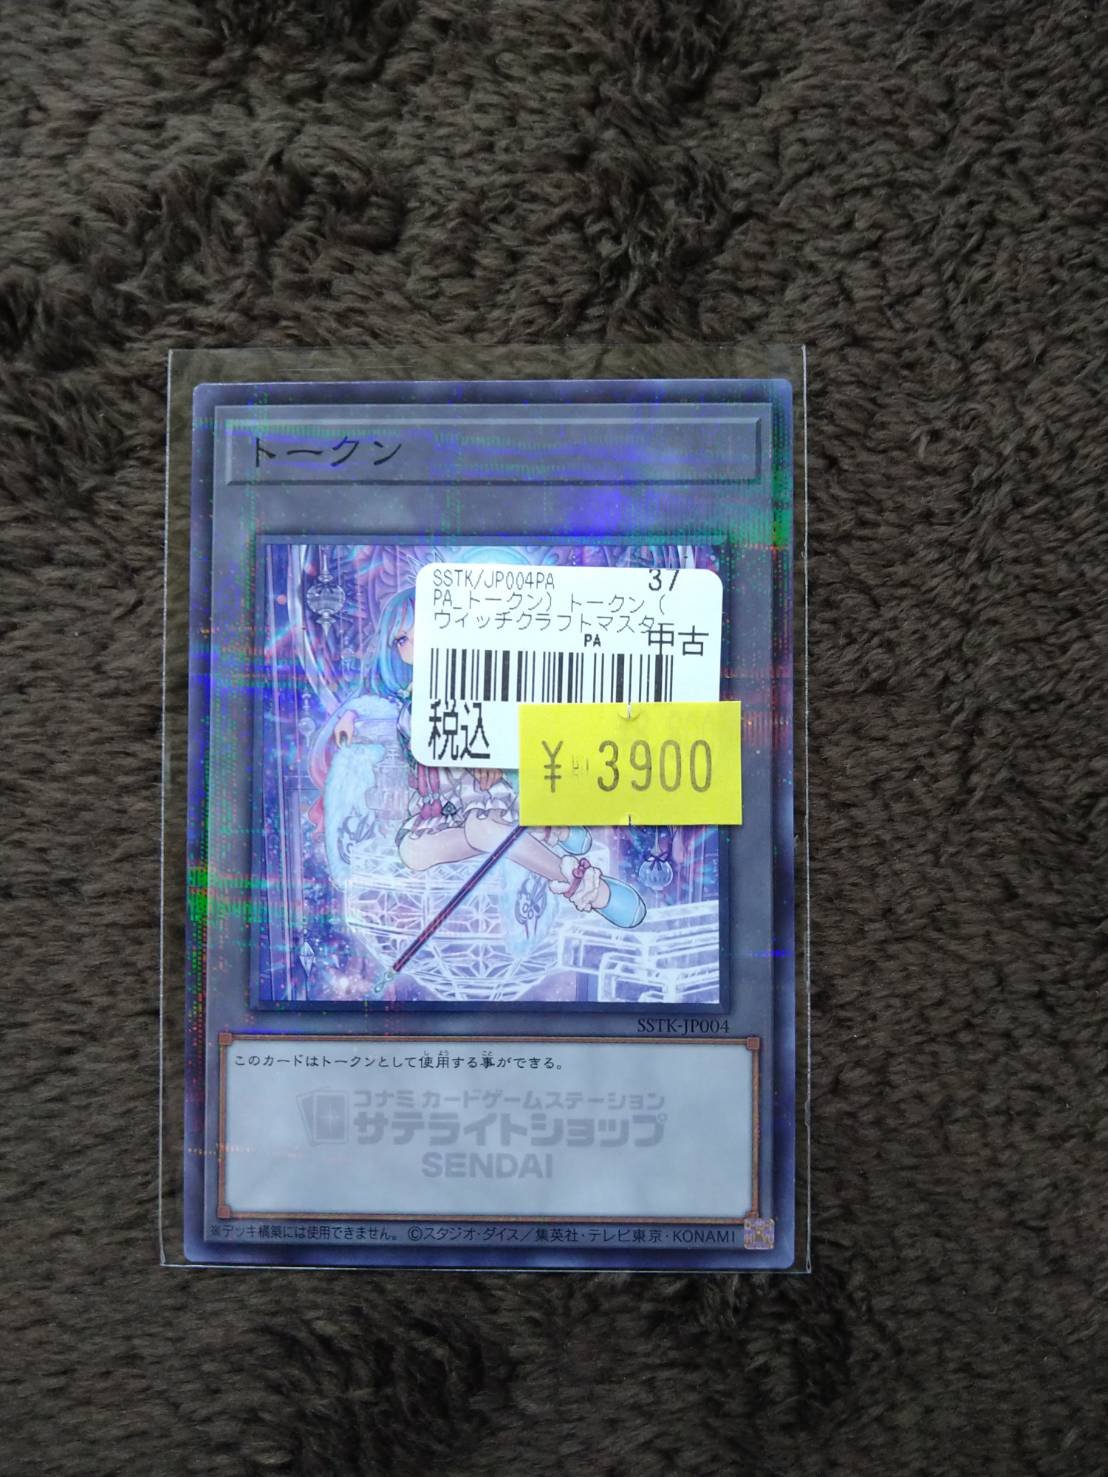 トークン
SSTK/JP004PA
37
PA_トークン) トークン (
ウィッチクラフトマスター
PA
中古
税込
¥ 3900
SSTK-JP004
このカードはトークンとして使用する事ができる。
コナミカードゲームステーション
サテライトショップ
SENDAI
※デッキ構築には使用できません。 ©スタジオ・ダイス/集英社・テレビ東京・KONAMI